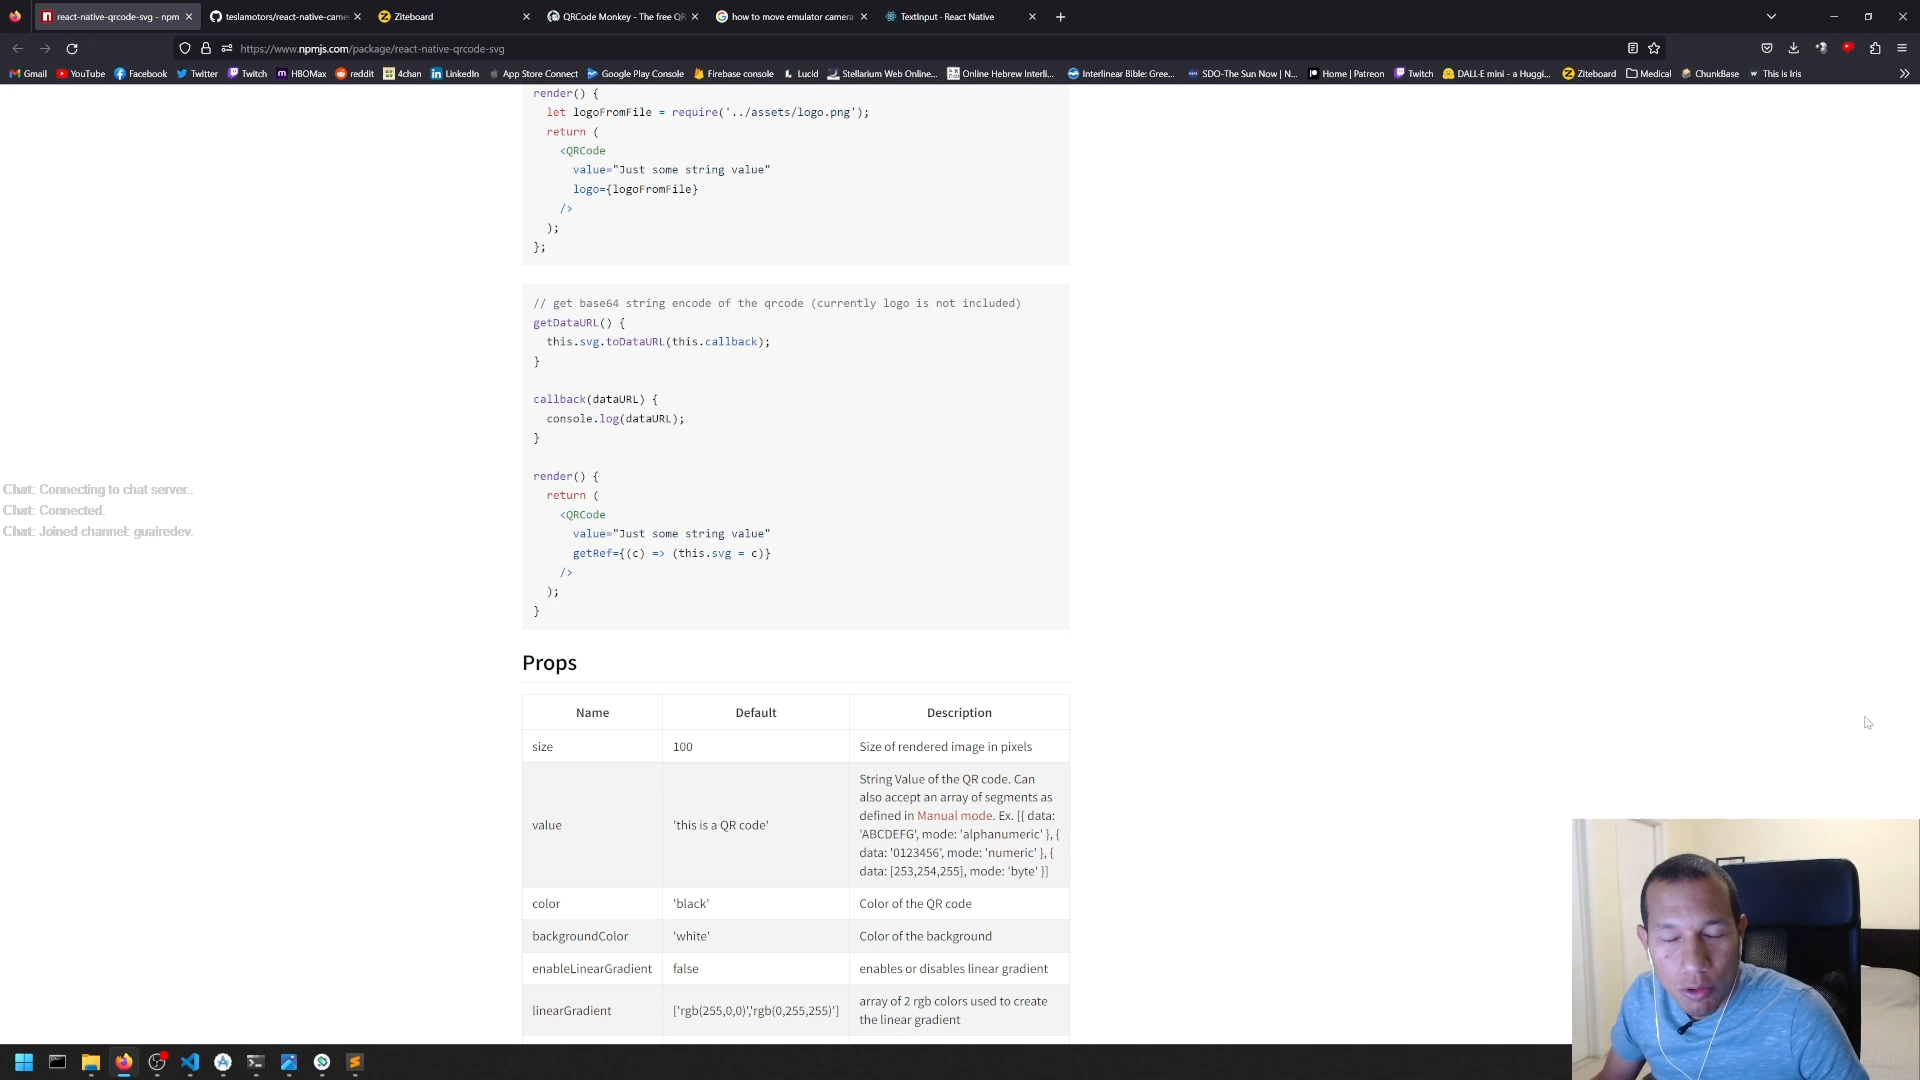 react-native-qrcode-svg - npm
teslamotors/react-native-came
Ziteboard
QRCode Monkey - The free QR
how to move emulator camera
TextInput · React Native
https://www.npmjs.com/package/react-native-qrcode-svg
Gmail
YouTube
Facebook
Twitter
Twitch
HBOMax
reddit
4chan
LinkedIn
App Store Connect
Google Play Console
Firebase console
Lucid
Stellarium Web Online...
Online Hebrew Interli...
Interlinear Bible: Gree...
SDO-The Sun Now | N...
Home | Patreon
Twitch
DALL·E mini - a Huggi...
Ziteboard
Medical
ChunkBase
This is Iris
render() {
let logoFromFile = require('../assets/logo.png');
return (
<QRCode
value="Just some string value"
logo={logoFromFile}
/>
);
};
// get base64 string encode of the qrcode (currently logo is not included)
getDataURL() {
this.svg.toDataURL(this.callback);
}
callback(dataURL) {
console.log(dataURL);
}
render() {
return (
<QRCode
value="Just some string value"
getRef={(c) => (this.svg = c)}
/>
);
}
Chat: Connecting to chat server..
Chat: Connected.
Chat: Joined channel: guairedev.
Props
Name Default Description
size 100 Size of rendered image in pixels
value 'this is a QR code' String Value of the QR code. Can
also accept an array of segments as
defined in Manual mode. Ex. [{ data:
'ABCDEFG', mode: 'alphanumeric' }, {
data: '0123456', mode: 'numeric' }, {
data: [253,254,255], mode: 'byte' }]
color 'black' Color of the QR code
backgroundColor 'white' Color of the background
enableLinearGradient false enables or disables linear gradient
linearGradient ['rgb(255,0,0)','rgb(0,255,255)'] array of 2 rgb colors used to create
the linear gradient